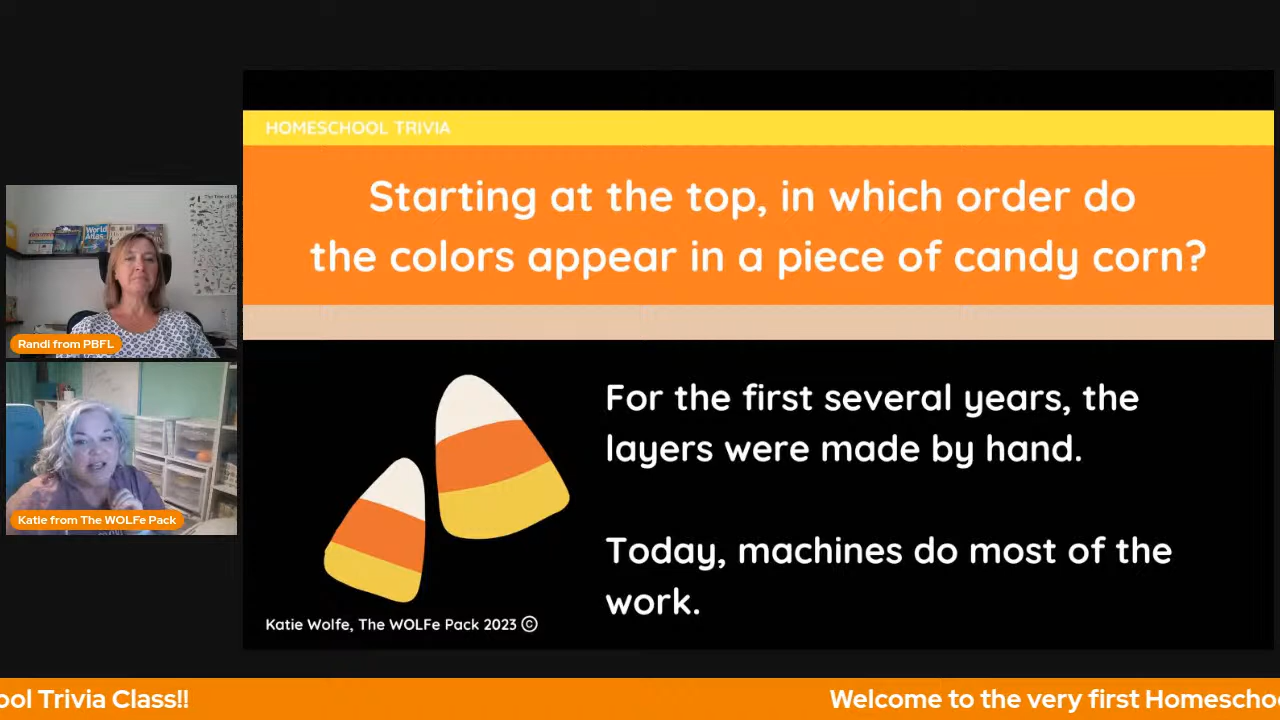 HOMESCHOOL TRIVIA
Starting at the top, in which order do
the colors appear in a piece of candy corn?
World
Atlas
Randi from PBFL
Katie from The WOLFe Pack
For the first several years, the
layers were made by hand.
Today, machines do most of the
work.
Katie Wolfe, The WOLFe Pack 2023 ©
ool Trivia Class!!
Welcome to the very first Homescho